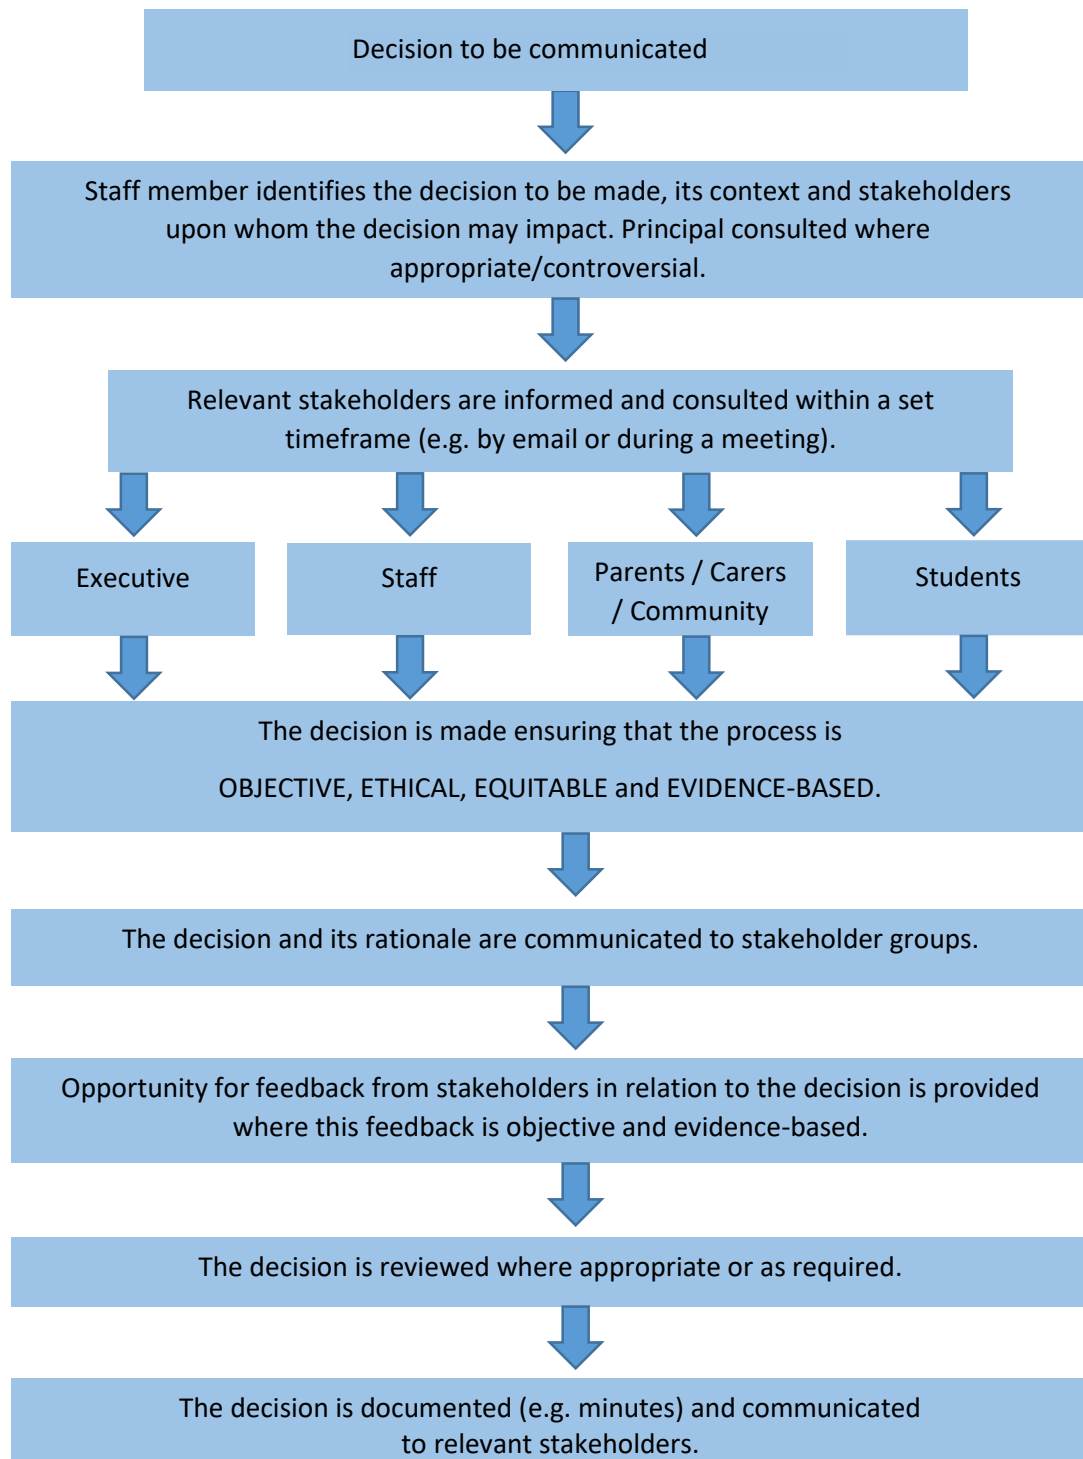 Decision to be communicated
Staff member identifies the decision to be made, its context and stakeholders
upon whom the decision may impact. Principal consulted where
appropriate/controversial.
Relevant stakeholders are informed and consulted within a set
timeframe (e.g. by email or during a meeting).
Executive
Staff
Parents / Carers
/ Community
Students
The decision is made ensuring that the process is
OBJECTIVE, ETHICAL, EQUITABLE and EVIDENCE-BASED.
The decision and its rationale are communicated to stakeholder groups.
Opportunity for feedback from stakeholders in relation to the decision is provided
where this feedback is objective and evidence-based.
The decision is reviewed where appropriate or as required.
The decision is documented (e.g. minutes) and communicated
to relevant stakeholders.